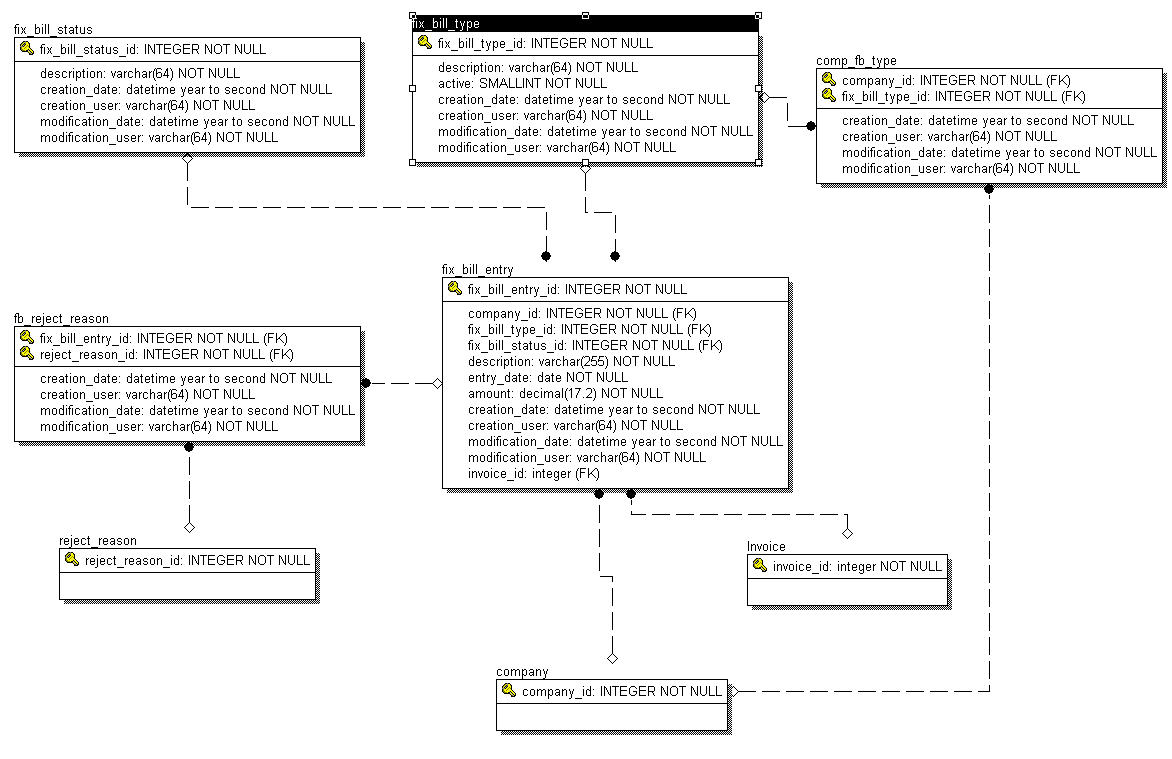 fix_bill_status
fix_bill_status_id: INTEGER NOT NULL
description: varchar(64) NOT NULL
creation_date: datetime year to second NOT NULL
creation_user: varchar(64) NOT NULL
modification_date: datetime year to second NOT NULL
modification_user: varchar(64) NOT NULL
fix_bill_type
fix_bill_type_id: INTEGER NOT NULL
description: varchar(64) NOT NULL
active: SMALLINT NOT NULL
creation_date: datetime year to second NOT NULL
creation_user: varchar(64) NOT NULL
modification_date: datetime year to second NOT NULL
modification_user: varchar(64) NOT NULL
comp_fb_type
company_id: INTEGER NOT NULL (FK)
fix_bill_type_id: INTEGER NOT NULL (FK)
creation_date: datetime year to second NOT NULL
creation_user: varchar(64) NOT NULL
modification_date: datetime year to second NOT NULL
modification_user: varchar(64) NOT NULL
fix_bill_entry
fix_bill_entry_id: INTEGER NOT NULL
company_id: INTEGER NOT NULL (FK)
fix_bill_type_id: INTEGER NOT NULL (FK)
fix_bill_status_id: INTEGER NOT NULL (FK)
description: varchar(255) NOT NULL
entry_date: date NOT NULL
amount: decimal(17.2) NOT NULL
creation_date: datetime year to second NOT NULL
creation_user: varchar(64) NOT NULL
modification_date: datetime year to second NOT NULL
modification_user: varchar(64) NOT NULL
invoice_id: integer (FK)
fb_reject_reason
fix_bill_entry_id: INTEGER NOT NULL (FK)
reject_reason_id: INTEGER NOT NULL (FK)
creation_date: datetime year to second NOT NULL
creation_user: varchar(64) NOT NULL
modification_date: datetime year to second NOT NULL
modification_user: varchar(64) NOT NULL
reject_reason
reject_reason_id: INTEGER NOT NULL
Invoice
invoice_id: integer NOT NULL
company
company_id: INTEGER NOT NULL